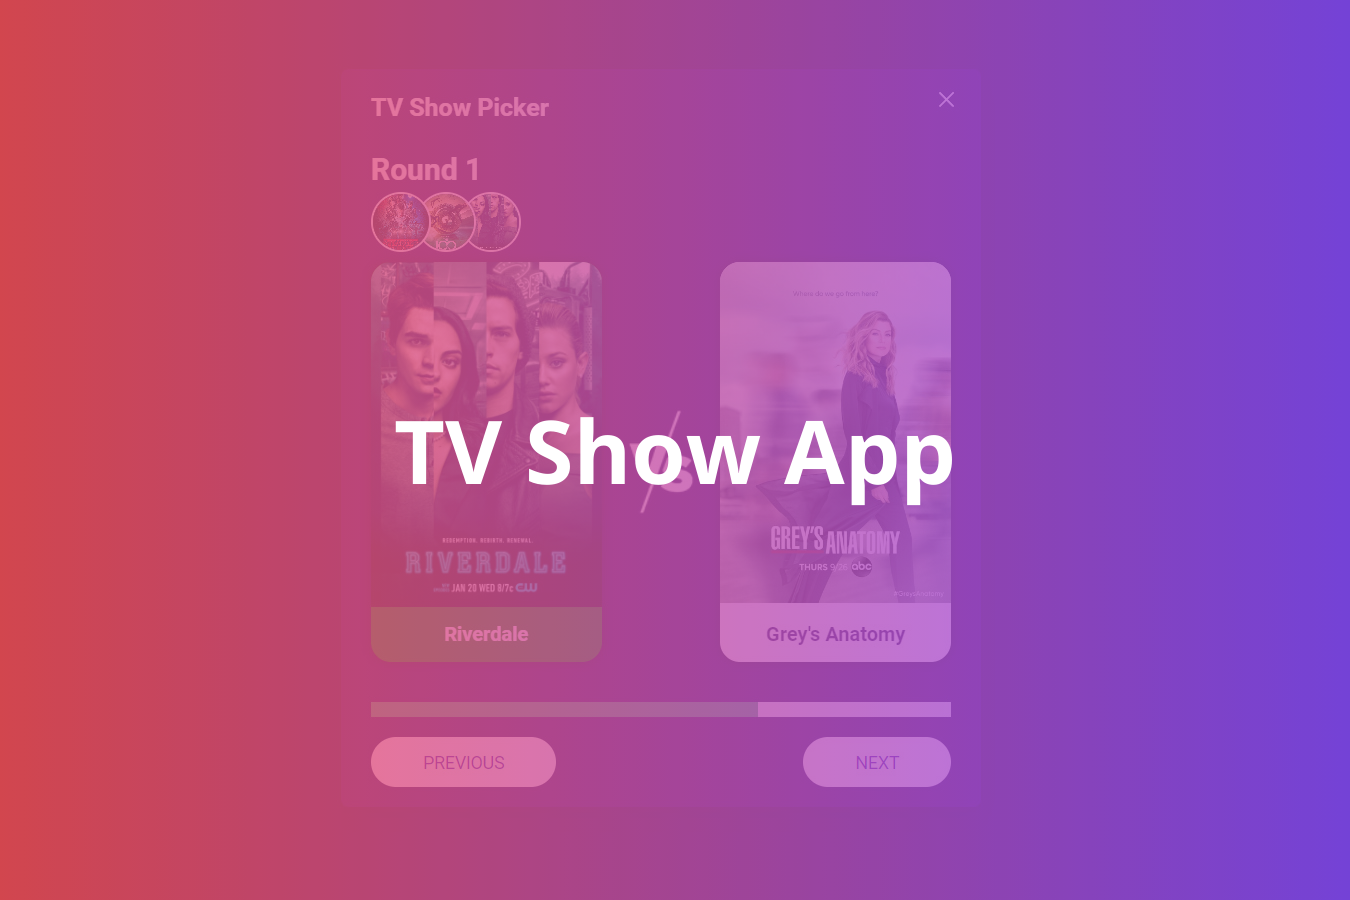 TV Show Picker
Round 1
Where do we go from here?
TV Show App
VS
REDEMPTION. REBIRTH. RENEWAL.
RIVERDALE
JAN 28 WED 8/7c CW
GREY'S ANATOMY
THURS 9/8c abc
#GreysAnatomy
Riverdale
Grey's Anatomy
PREVIOUS
NEXT